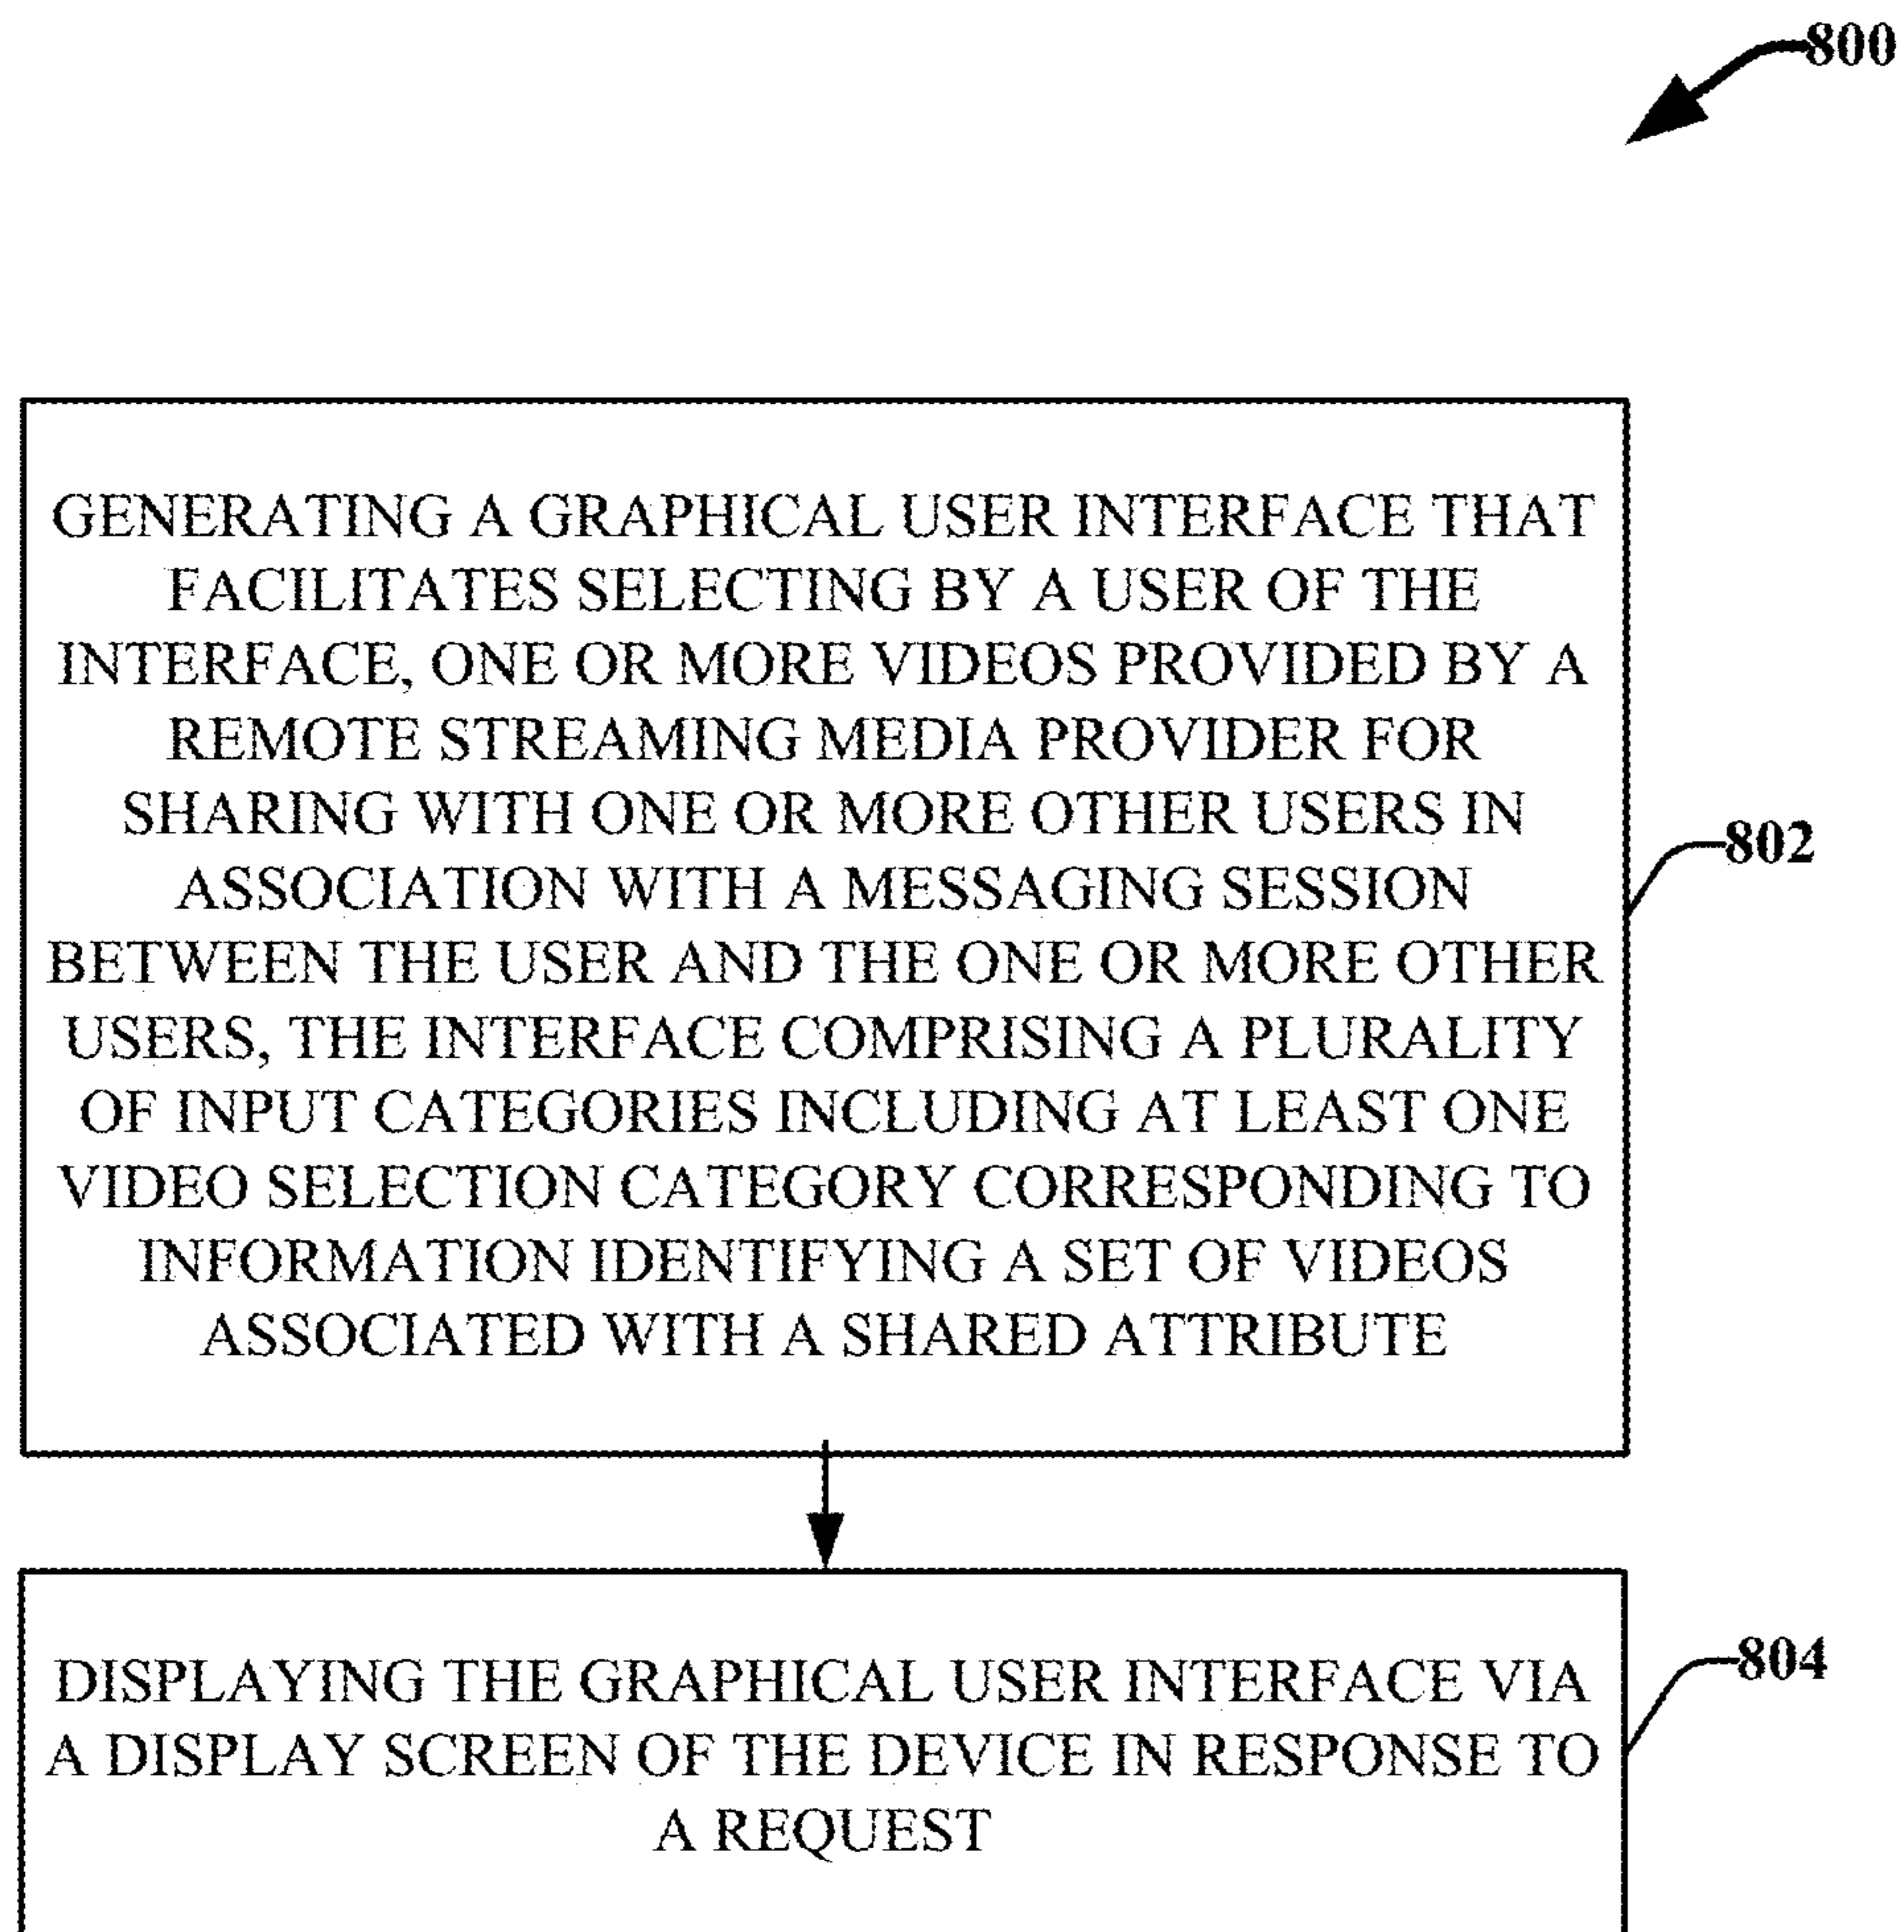 800
GENERATING A GRAPHICAL USER INTERFACE THAT
FACILITATES SELECTING BY A USER OF THE
INTERFACE, ONE OR MORE VIDEOS PROVIDED BY A
REMOTE STREAMING MEDIA PROVIDER FOR
SHARING WITH ONE OR MORE OTHER USERS IN
ASSOCIATION WITH A MESSAGING SESSION
BETWEEN THE USER AND THE ONE OR MORE OTHER
USERS, THE INTERFACE COMPRISING A PLURALITY
OF INPUT CATEGORIES INCLUDING AT LEAST ONE
VIDEO SELECTION CATEGORY CORRESPONDING TO
INFORMATION IDENTIFYING A SET OF VIDEOS
ASSOCIATED WITH A SHARED ATTRIBUTE
802
DISPLAYING THE GRAPHICAL USER INTERFACE VIA
A DISPLAY SCREEN OF THE DEVICE IN RESPONSE TO
A REQUEST
804